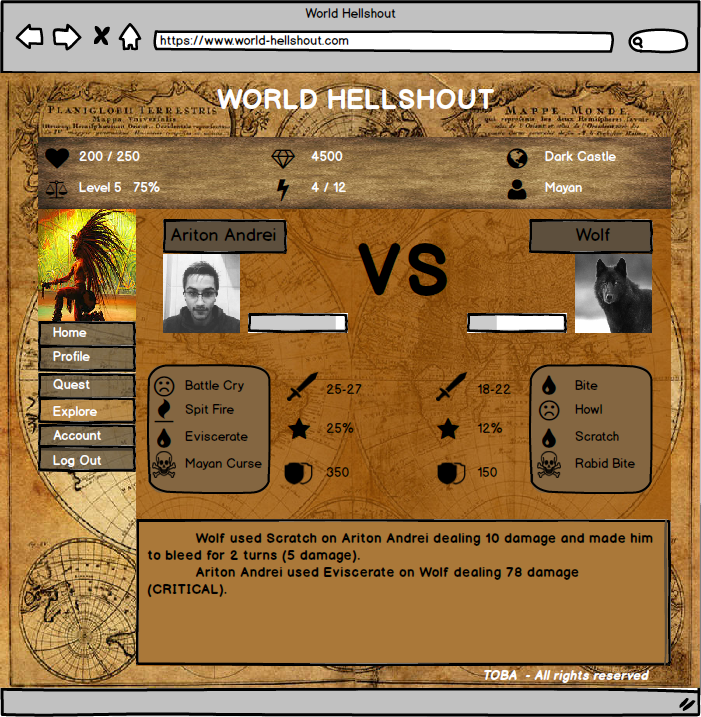 World Hellshout
https://www.world-hellshout.com
WORLD HELLSHOUT
PLANIGLOBII TERRESTRIS
MAPPE MONDE
200 / 250
4500
Dark Castle
Level 5 75%
4 / 12
Mayan
Ariton Andrei
VS
Wolf
Home
Profile
Quest
Explore
Account
Log Out
Battle Cry
Spit Fire
Eviscerate
Mayan Curse
25-27
25%
350
18-22
12%
150
Bite
Howl
Scratch
Rabid Bite
Wolf used Scratch on Ariton Andrei dealing 10 damage and made him
to bleed for 2 turns (5 damage).
Ariton Andrei used Eviscerate on Wolf dealing 78 damage
(CRITICAL).
TOBA - All rights reserved